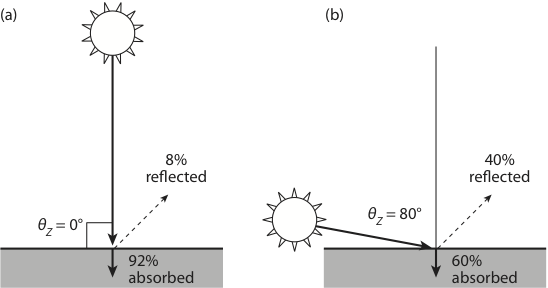 (a)
8%
reflected
θZ = 0°
92%
absorbed
(b)
40%
reflected
θZ = 80°
60%
absorbed